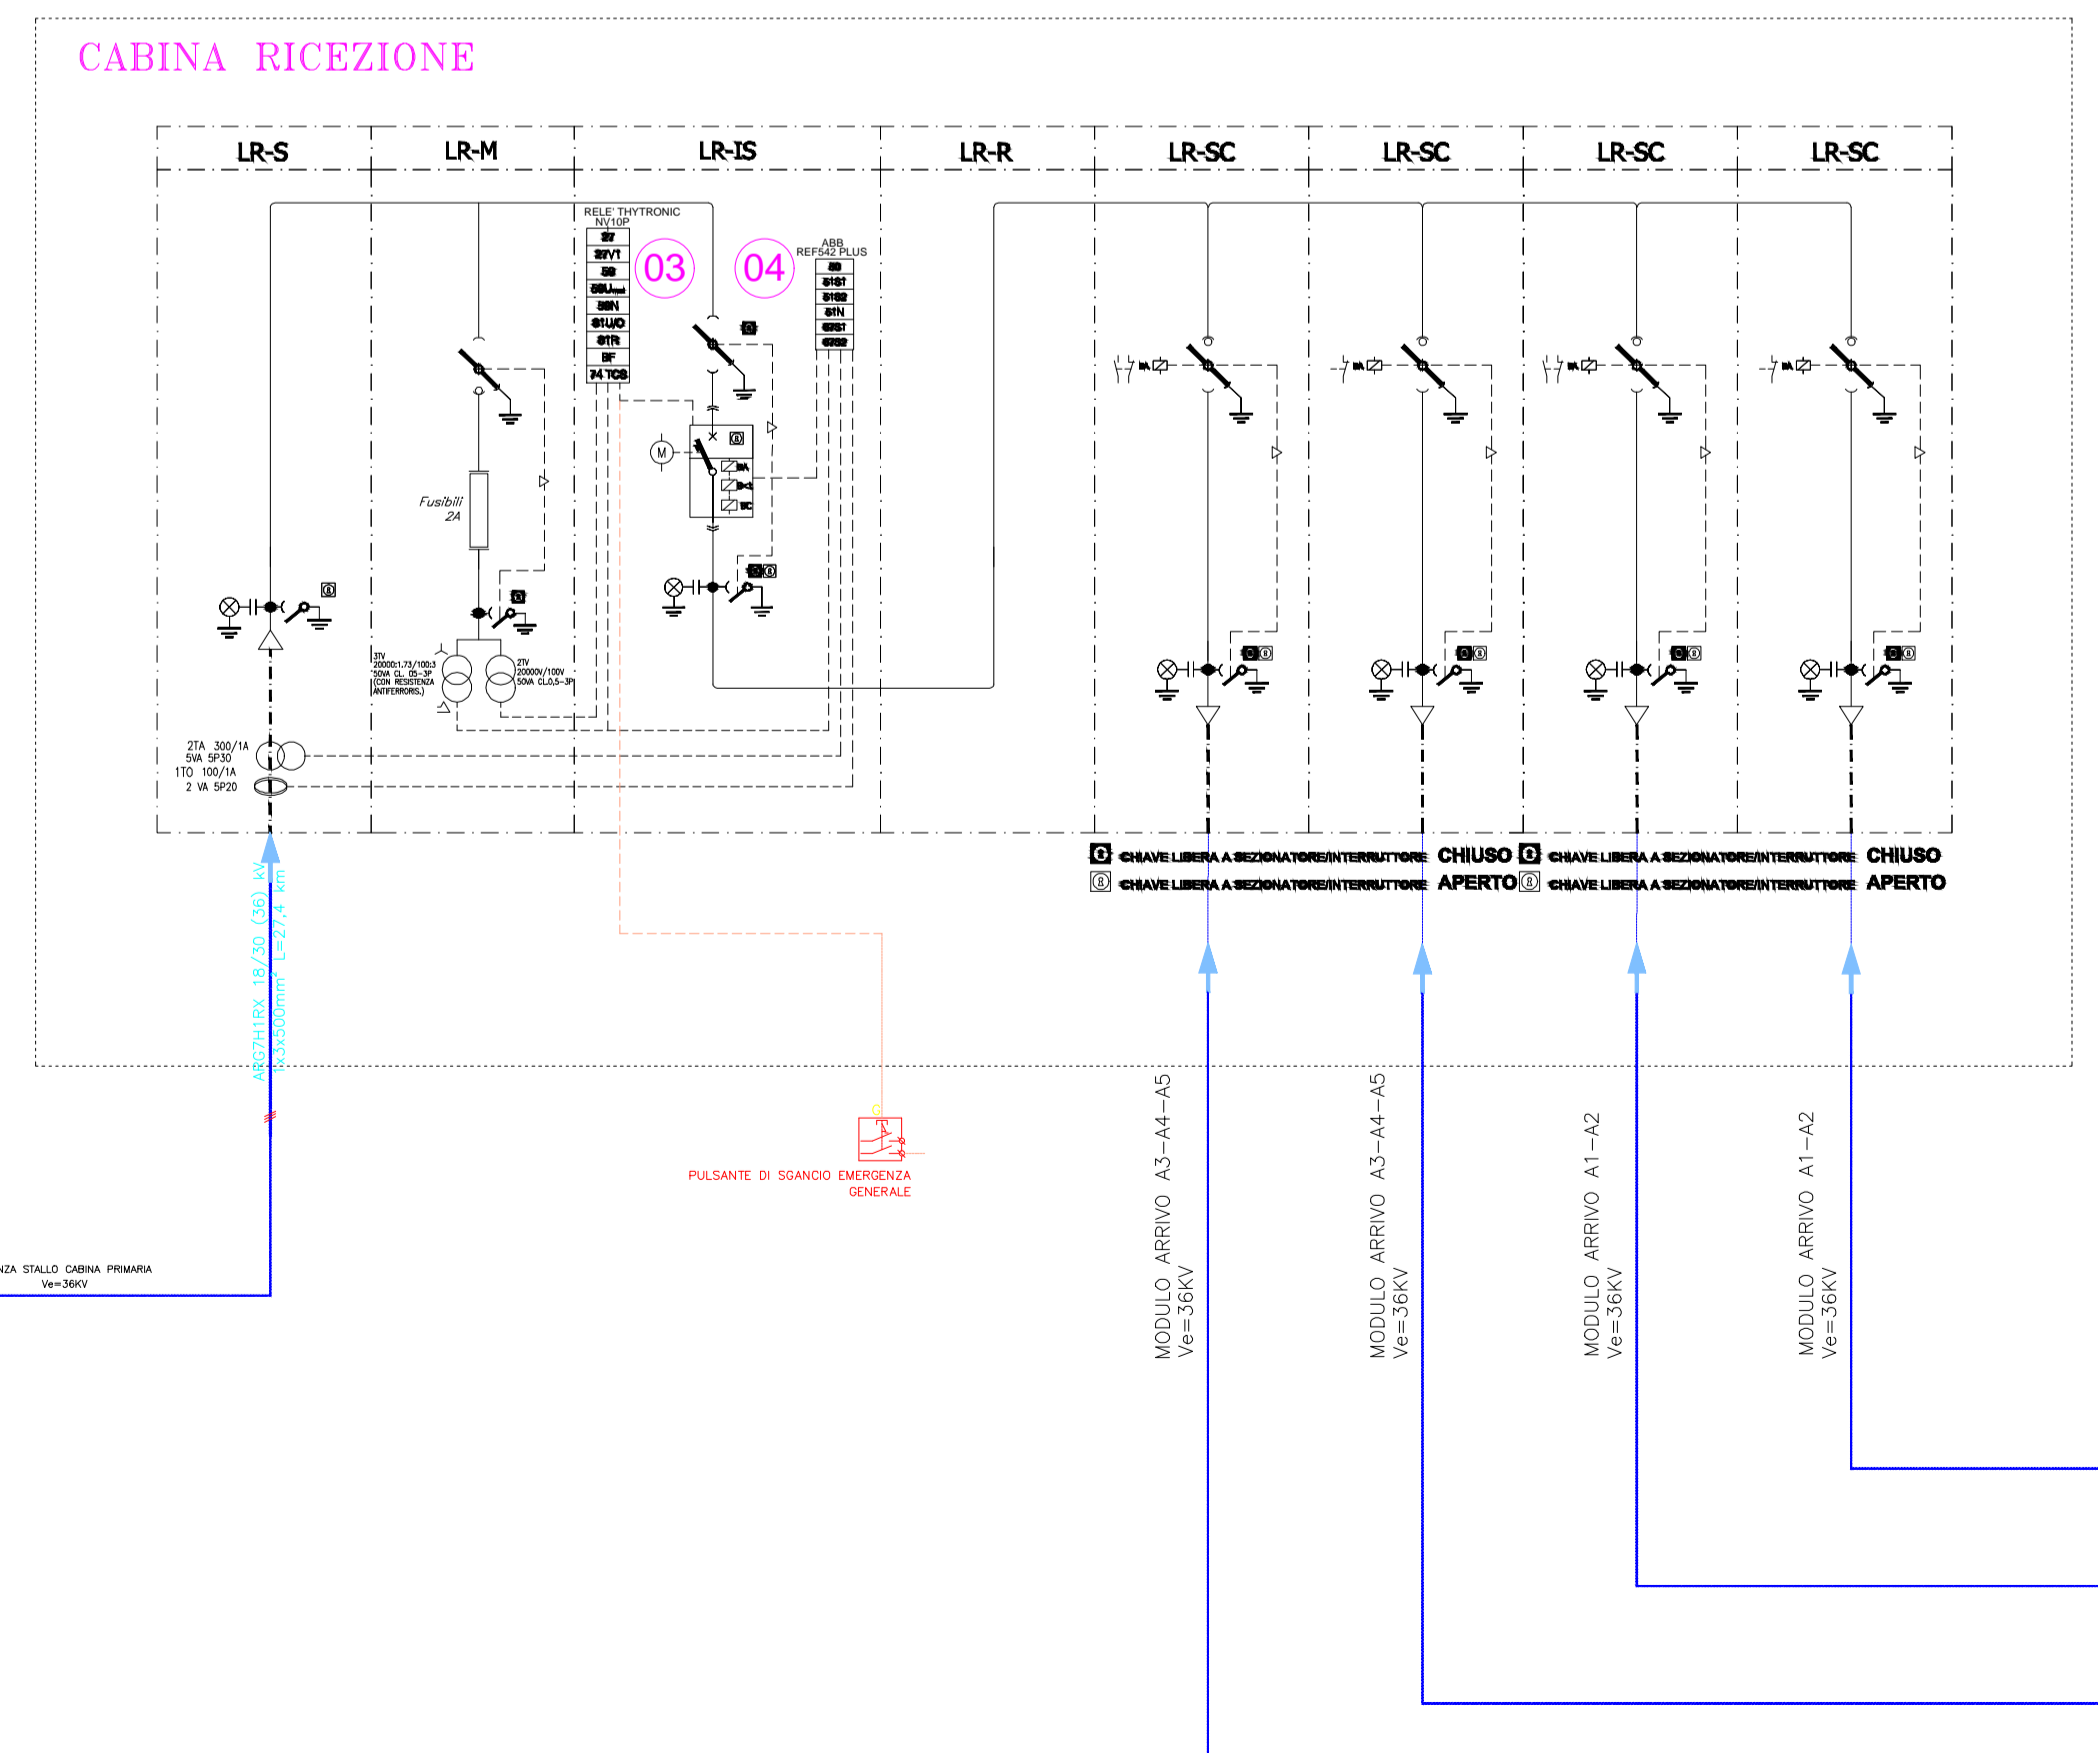 CABINA RICEZIONE
LR-S
LR-M
LR-IS
LR-R
LR-SC
LR-SC
LR-SC
LR-SC
RELE' THYTRONIC
NV10P
27
27V1
59
59N
81U/O
81R
BF
74 TCS
03
04
ABB
REF542 PLUS
50
51S1
51S2
51N
67S1
67S2
M
Fusibili
2A
3TV
20000:1.73/100:3
50VA CL. 05-3P
(CON RESISTENZA
ANTIFERRORIS.)
2TV
20000V/100V
50VA CL.0,5-3P
2TA 300/1A
5VA 5P30
1TO 100/1A
2 VA 5P20
CHIAVE LIBERA A SEZIONATORE/INTERRUTTORE CHIUSO
CHIAVE LIBERA A SEZIONATORE/INTERRUTTORE APERTO
CHIAVE LIBERA A SEZIONATORE/INTERRUTTORE CHIUSO
CHIAVE LIBERA A SEZIONATORE/INTERRUTTORE APERTO
ARG7H1RX 18/30 (36) kV
1x3x500mm² L=27,4 km
G
PULSANTE DI SGANCIO EMERGENZA
GENERALE
NZA STALLO CABINA PRIMARIA
Ve=36KV
MODULO ARRIVO A3-A4-A5
Ve=36KV
MODULO ARRIVO A3-A4-A5
Ve=36KV
MODULO ARRIVO A1-A2
Ve=36KV
MODULO ARRIVO A1-A2
Ve=36KV